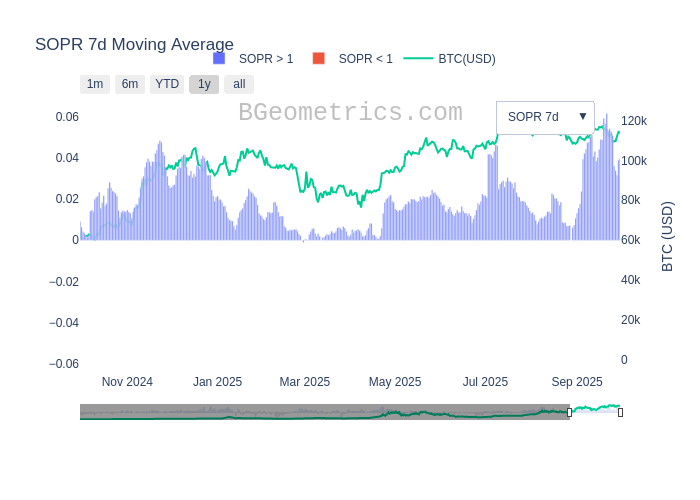 SOPR 7d Moving Average
SOPR > 1
SOPR < 1
BTC(USD)
1m
6m
YTD
1y
all
BGeometrics.com
SOPR 7d
▼
0.06
0.04
0.02
0
−0.02
−0.04
−0.06
120k
100k
80k
60k
40k
20k
0
BTC (USD)
Nov 2024
Jan 2025
Mar 2025
May 2025
Jul 2025
Sep 2025